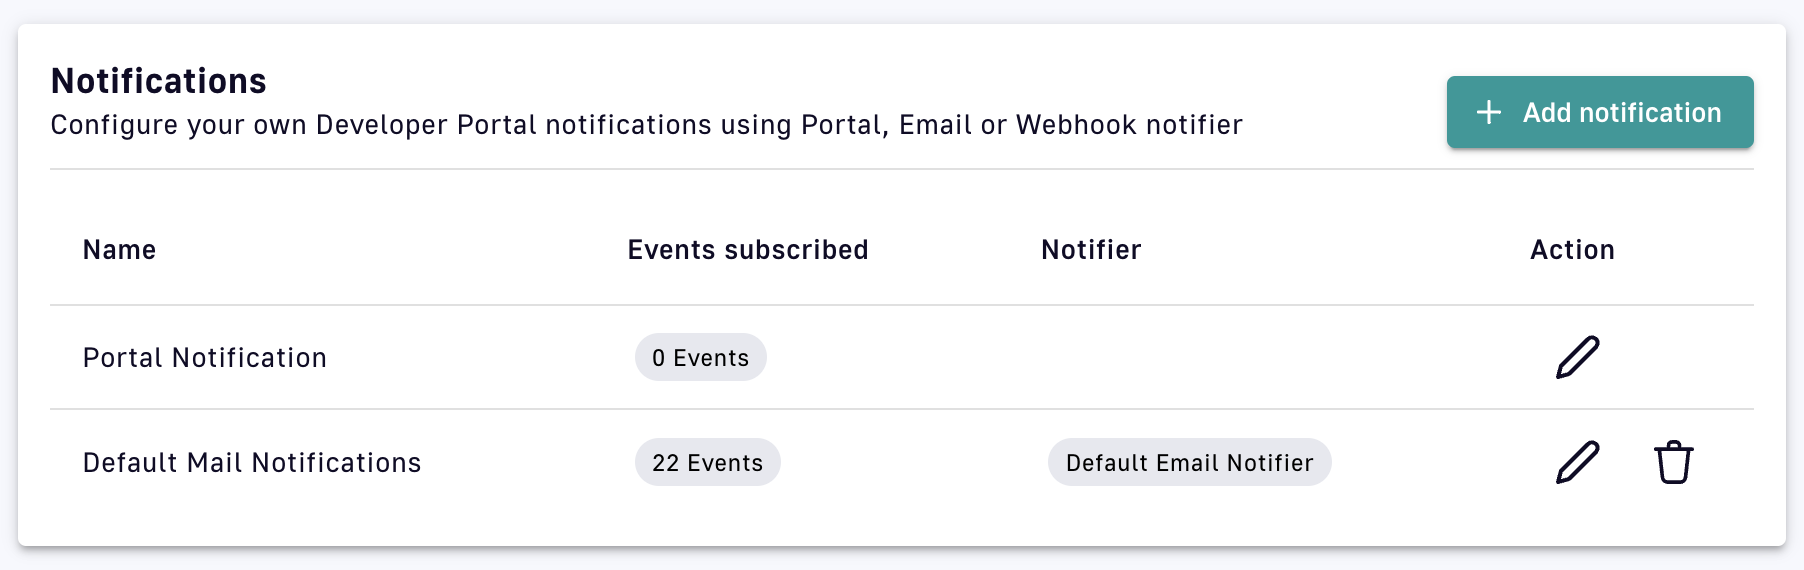 Notifications
Configure your own Developer Portal notifications using Portal, Email or Webhook notifier
Add notification
Name Events subscribed Notifier Action
Portal Notification 0 Events
Default Mail Notifications 22 Events Default Email Notifier